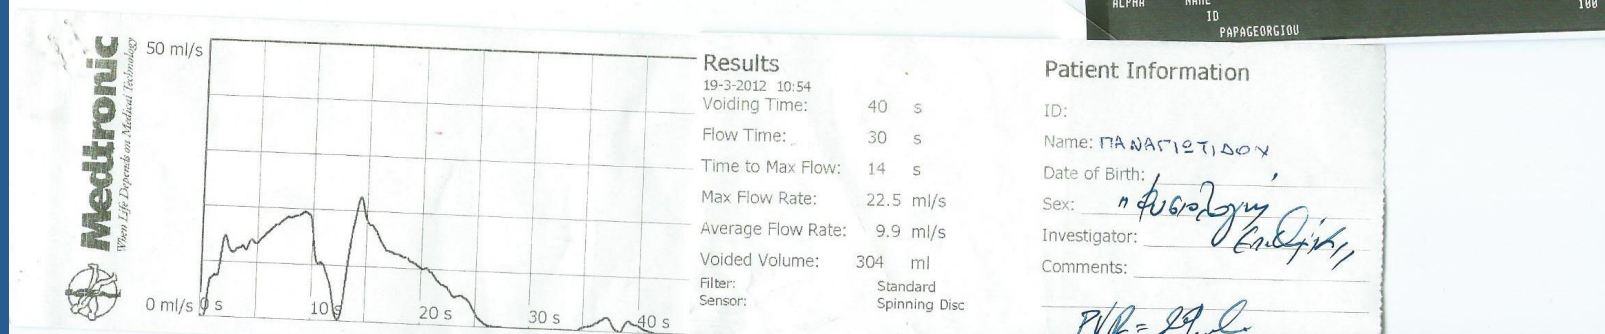 ALPHA NAME 100
ID
PAPAGEORGIOU
Medtronic
When Life Depends on Medical Technology
50 ml/s
0 ml/s 0 s 10 s 20 s 30 s 40 s
Results
19-3-2012 10:54
Voiding Time: 40 s
Flow Time: 30 s
Time to Max Flow: 14 s
Max Flow Rate: 22.5 ml/s
Average Flow Rate: 9.9 ml/s
Voided Volume: 304 ml
Filter: Standard
Sensor: Spinning Disc
Patient Information
ID:
Name: ΠΑΝΑΓΙΩΤΙΔΟΥ
Date of Birth:
Sex:
Investigator:
Comments:
PVR =